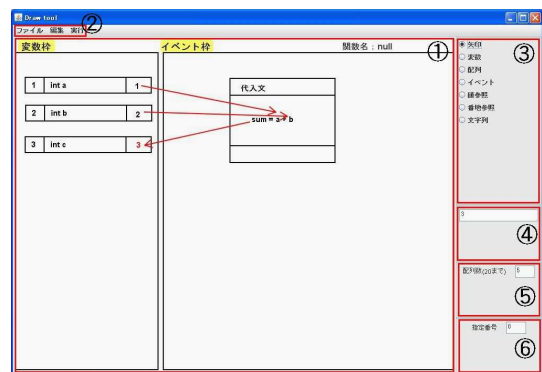 Draw tool
ファイル 編集 実行 ②
変数枠 イベント枠 関数名：null ①
1 int a 1
2 int b 2
3 int c 3
代入文
sum = a + b
矢印 ③
変数
配列
イベント
値参照
番地参照
文字列
3
④
配列数(20まで) 5
⑤
指定番号 0
⑥